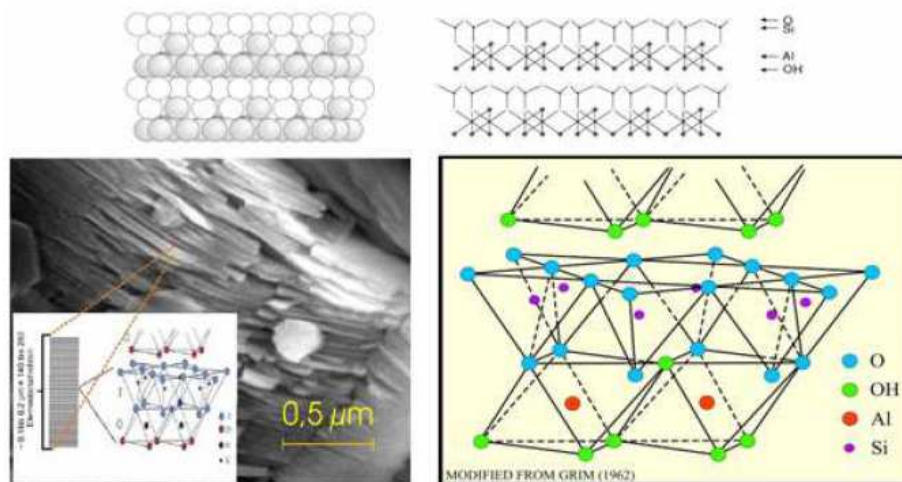 O
Si
Al
OH
0,5 µm
T
O
O
OH
Al
Si
MODIFIED FROM GRIM (1962)